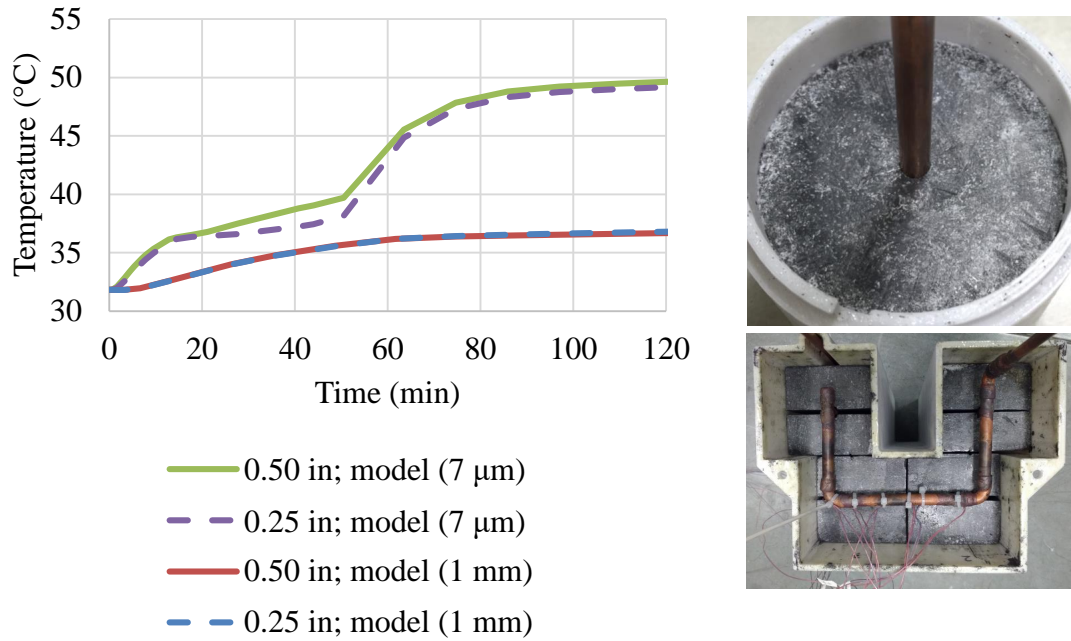 55
50
45
40
35
30
Temperature (°C)
0 20 40 60 80 100 120
Time (min)
0.50 in; model (7 μm)
0.25 in; model (7 μm)
0.50 in; model (1 mm)
0.25 in; model (1 mm)